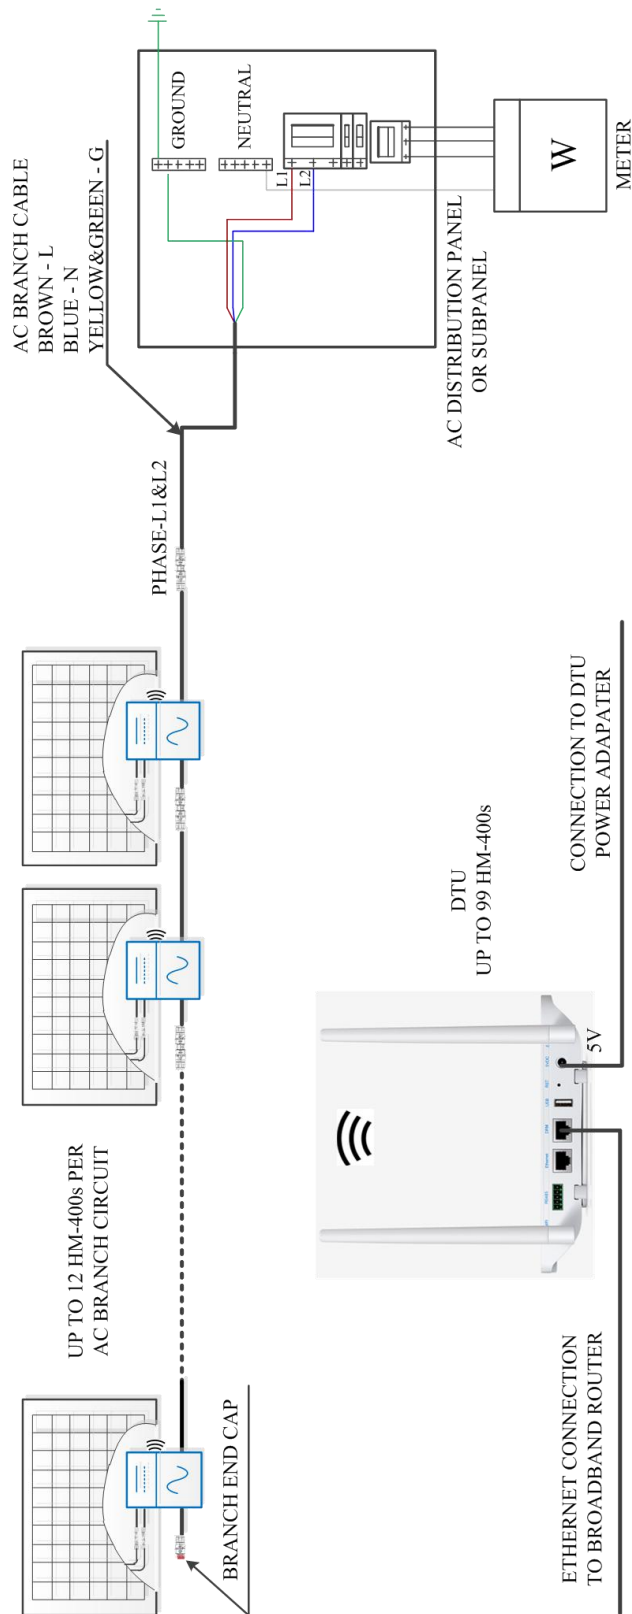 UP TO 12 HM-400s PER
AC BRANCH CIRCUIT
PHASE-L1&L2
AC BRANCH CABLE
BROWN - L
BLUE - N
YELLOW&GREEN - G
GROUND
NEUTRAL
L1
L2
W
METER
AC DISTRIBUTION PANEL
OR SUBPANEL
BRANCH END CAP
DTU
UP TO 99 HM-400s
5V
ETHERNET CONNECTION
TO BROADBAND ROUTER
CONNECTION TO DTU
POWER ADAPATER